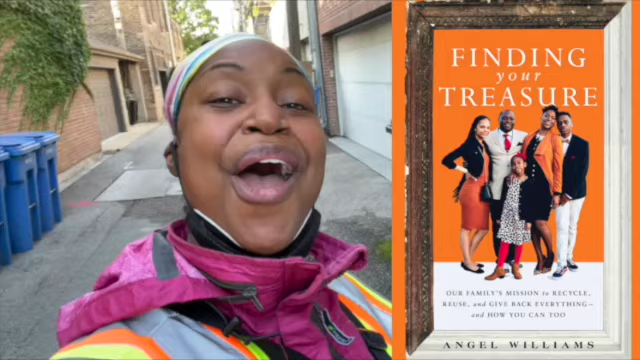 FINDING
your
TREASURE
OUR FAMILY'S MISSION to RECYCLE,
REUSE, and GIVE BACK EVERYTHING—
and HOW YOU CAN TOO
ANGEL WILLIAMS